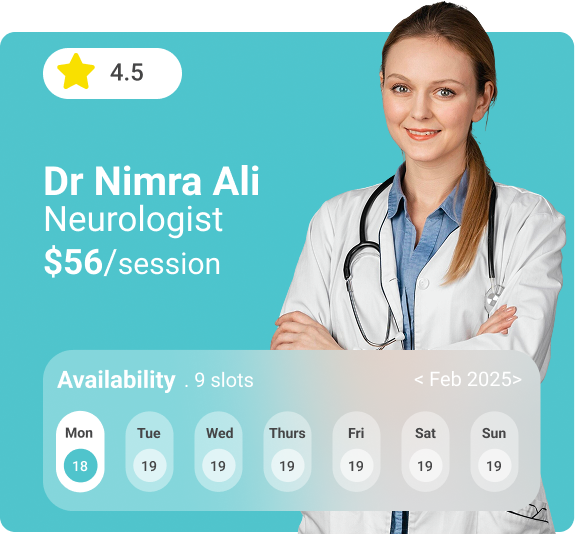 4.5
Dr Nimra Ali
Neurologist
$56/session
Availability . 9 slots < Feb 2025>
Mon Tue Wed Thurs Fri Sat Sun
18 19 19 19 19 19 19